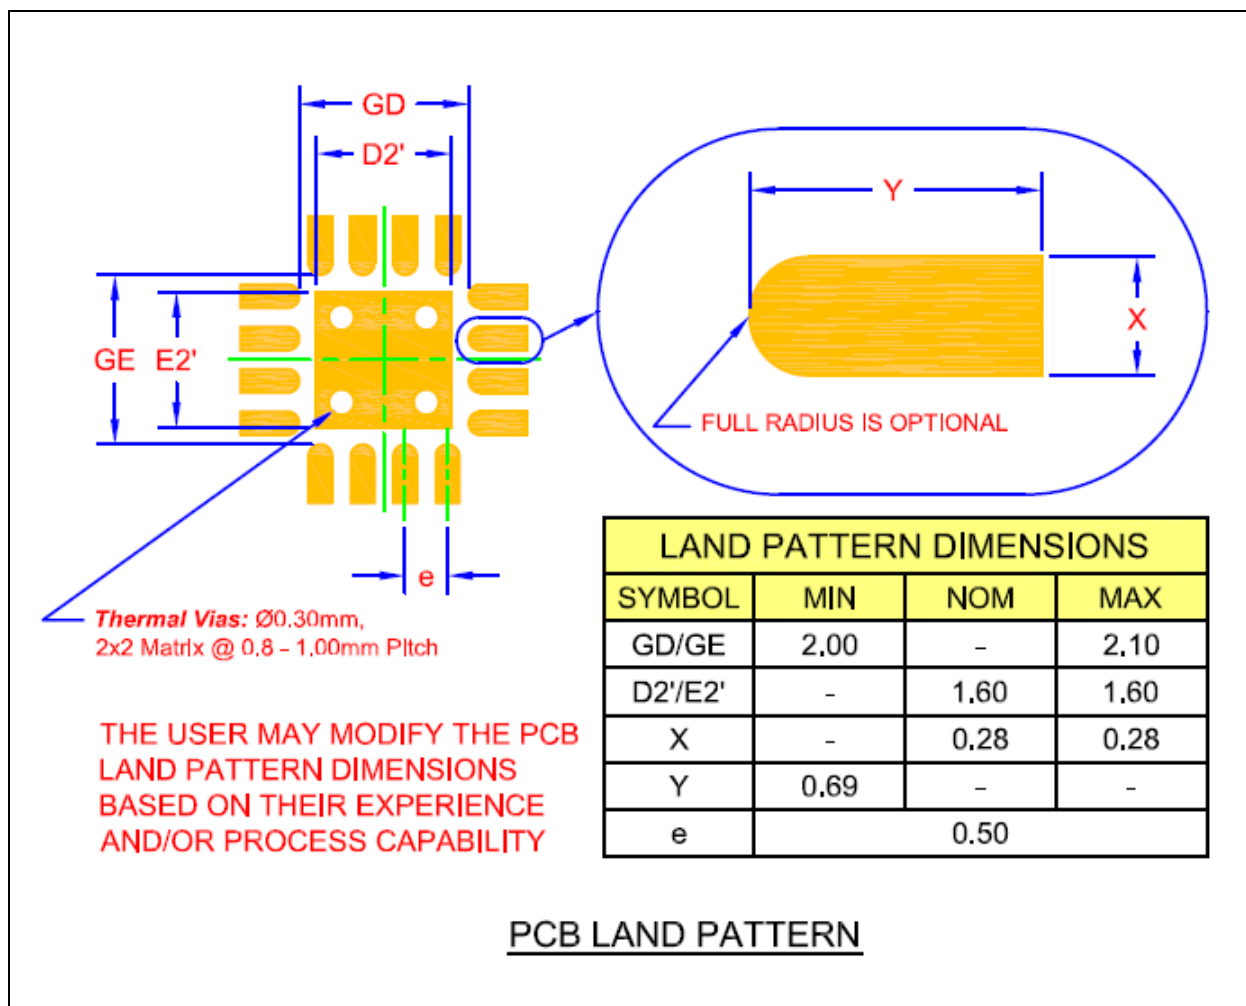 GD
D2'
Y
GE
E2'
X
FULL RADIUS IS OPTIONAL
e
Thermal Vias: Ø0.30mm,
2x2 Matrix @ 0.8 - 1.00mm Pitch
THE USER MAY MODIFY THE PCB
LAND PATTERN DIMENSIONS
BASED ON THEIR EXPERIENCE
AND/OR PROCESS CAPABILITY
LAND PATTERN DIMENSIONS
SYMBOL MIN NOM MAX
GD/GE 2.00 - 2.10
D2'/E2' - 1.60 1.60
X - 0.28 0.28
Y 0.69 - -
e 0.50
PCB LAND PATTERN